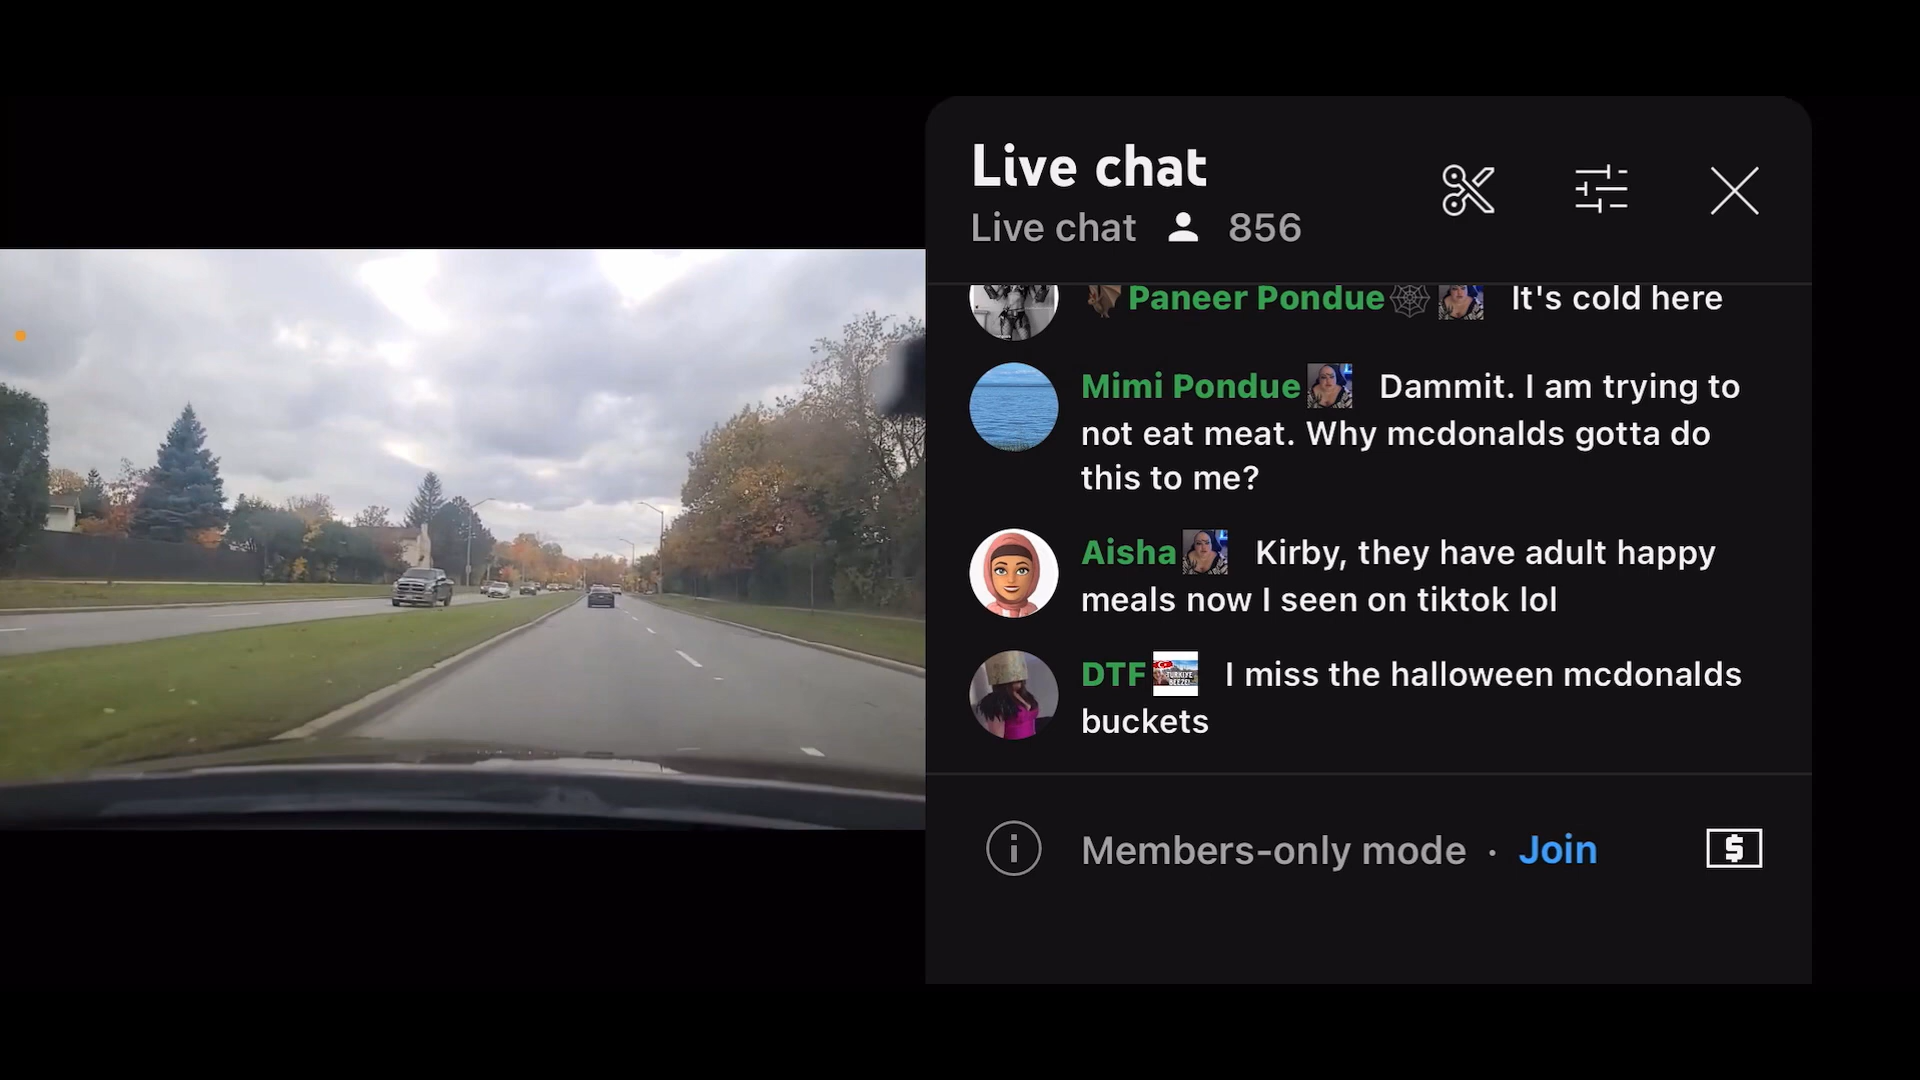 Live chat
Live chat 856
Paneer Pondue It's cold here
Mimi Pondue Dammit. I am trying to
not eat meat. Why mcdonalds gotta do
this to me?
Aisha Kirby, they have adult happy
meals now I seen on tiktok lol
DTF I miss the halloween mcdonalds
buckets
Members-only mode · Join
$